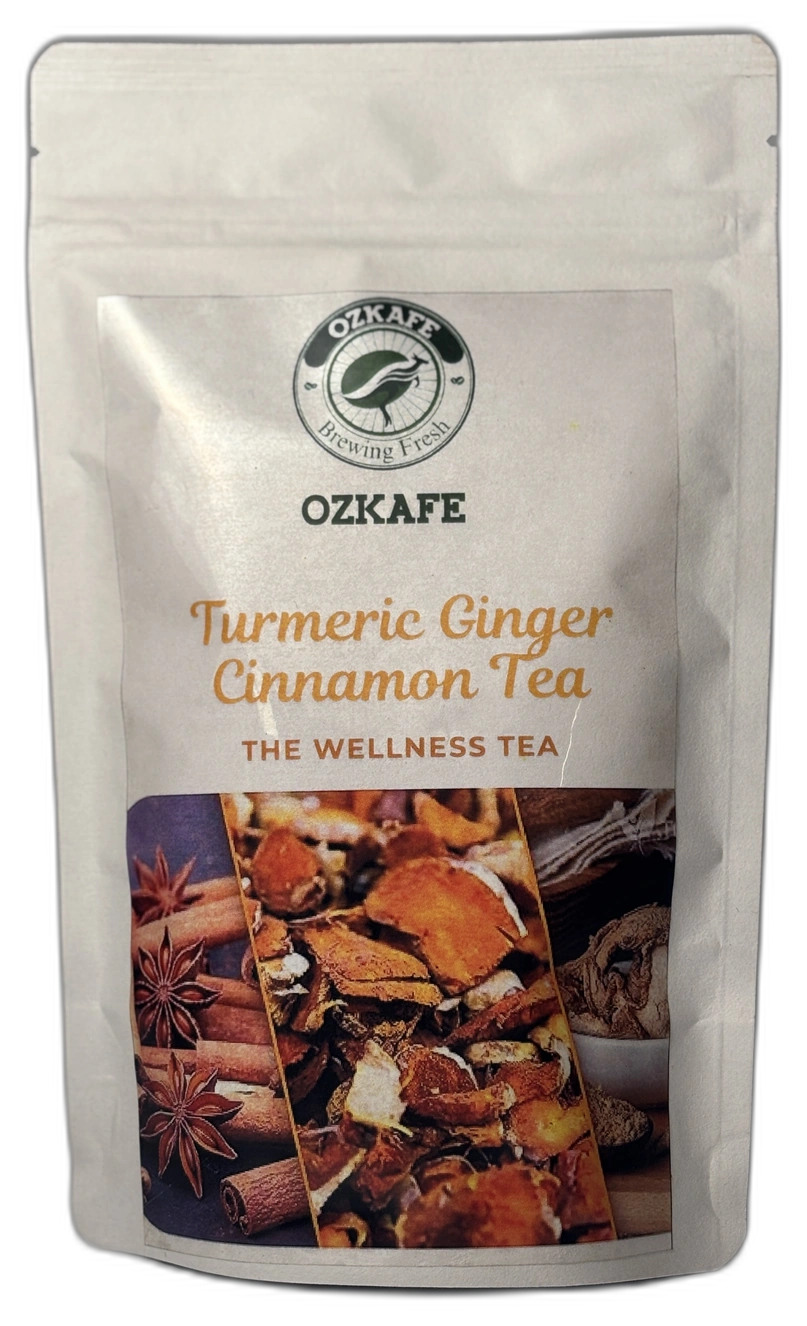 OZKAFE
Brewing Fresh
OZKAFE
Turmeric Ginger
Cinnamon Tea
THE WELLNESS TEA